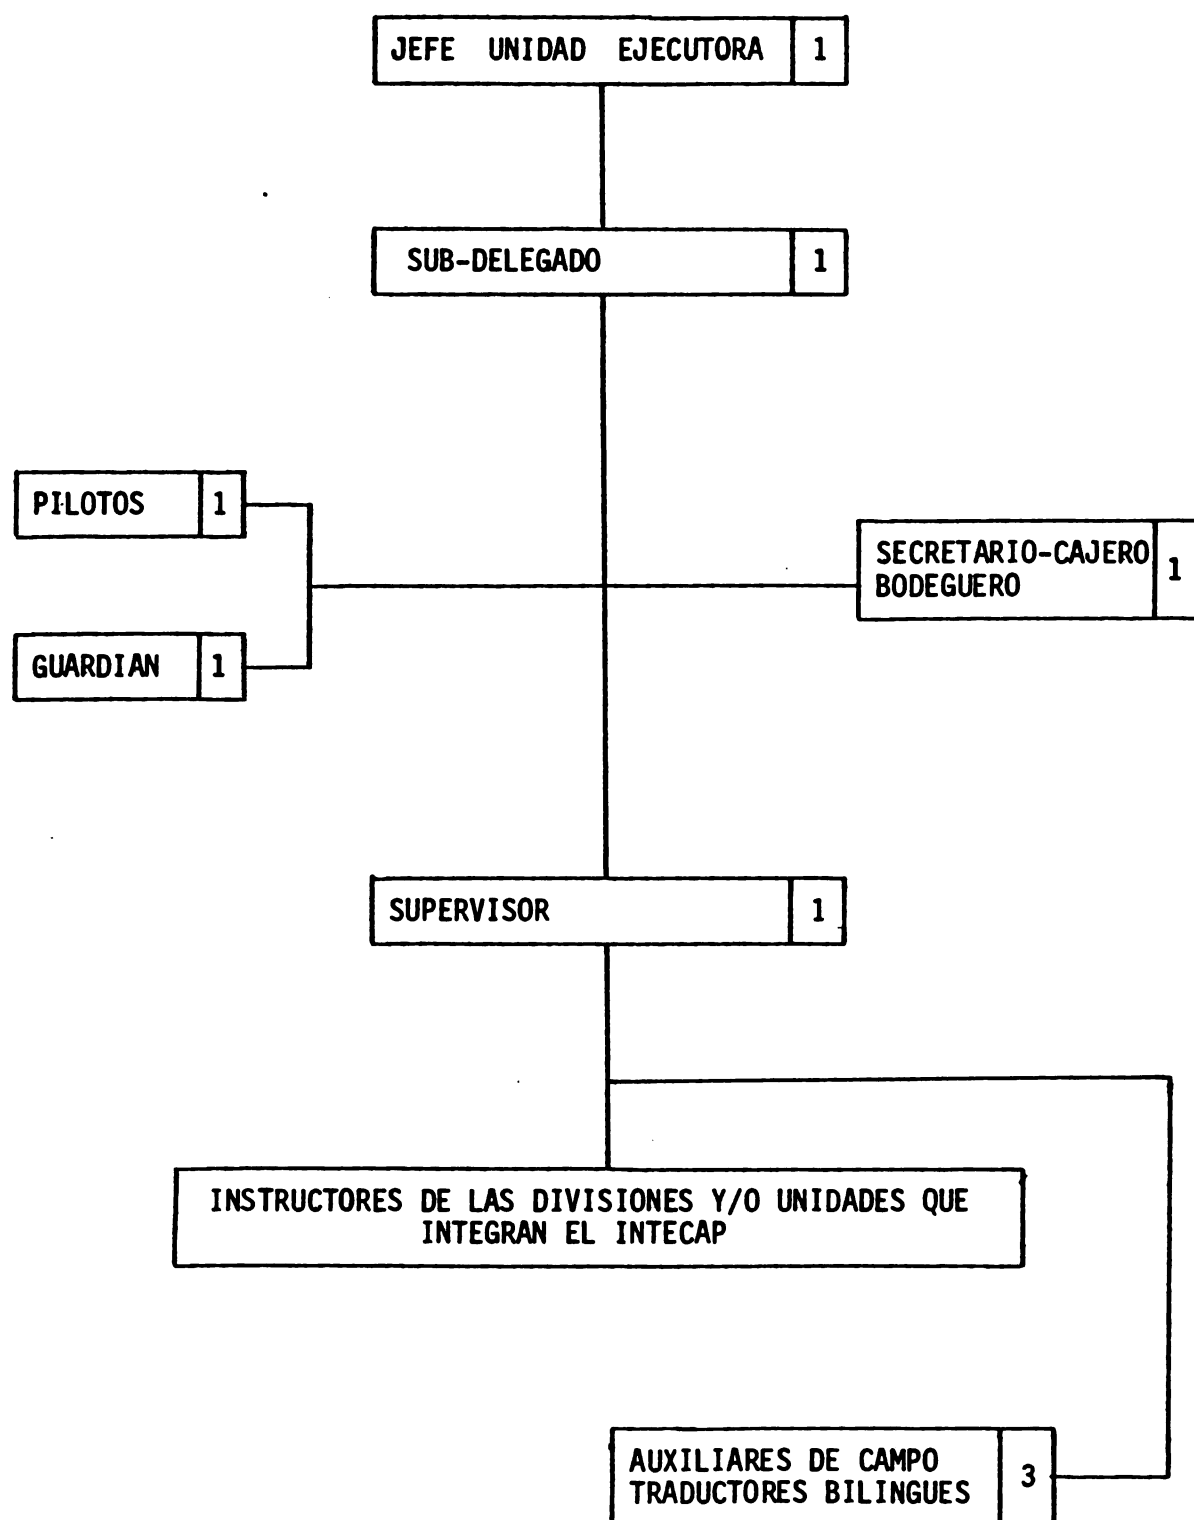 JEFE UNIDAD EJECUTORA 1
SUB-DELEGADO 1
PILOTOS 1
SECRETARIO-CAJERO
BODEGUERO 1
GUARDIAN 1
SUPERVISOR 1
INSTRUCTORES DE LAS DIVISIONES Y/O UNIDADES QUE
INTEGRAN EL INTECAP
AUXILIARES DE CAMPO
TRADUCTORES BILINGUES 3